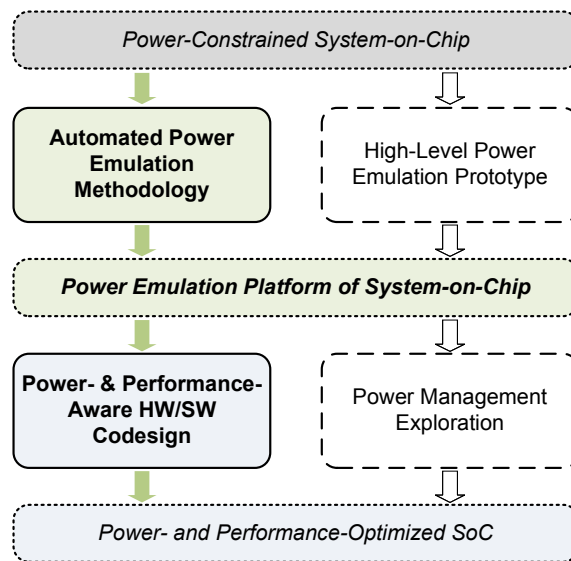 Power-Constrained System-on-Chip
Automated Power
Emulation
Methodology
High-Level Power
Emulation Prototype
Power Emulation Platform of System-on-Chip
Power- & Performance-
Aware HW/SW
Codesign
Power Management
Exploration
Power- and Performance-Optimized SoC